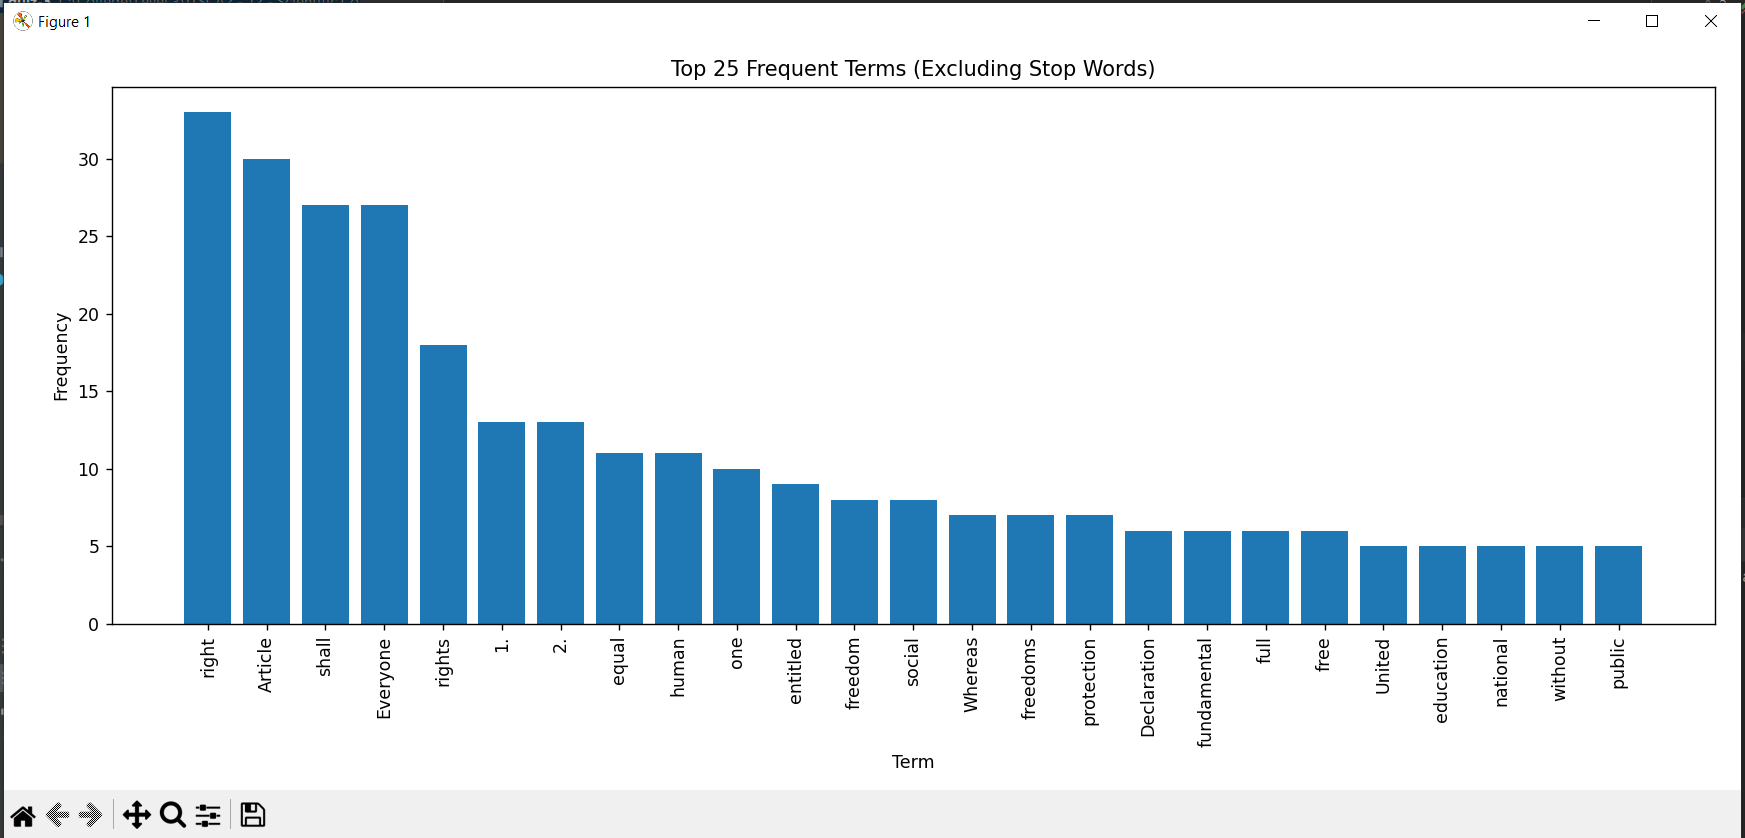 Figure 1
Top 25 Frequent Terms (Excluding Stop Words)
Frequency
30
25
20
15
10
5
0
right
Article
shall
Everyone
rights
1.
2.
equal
human
one
entitled
freedom
social
Whereas
freedoms
protection
Declaration
fundamental
full
free
United
education
national
without
public
Term